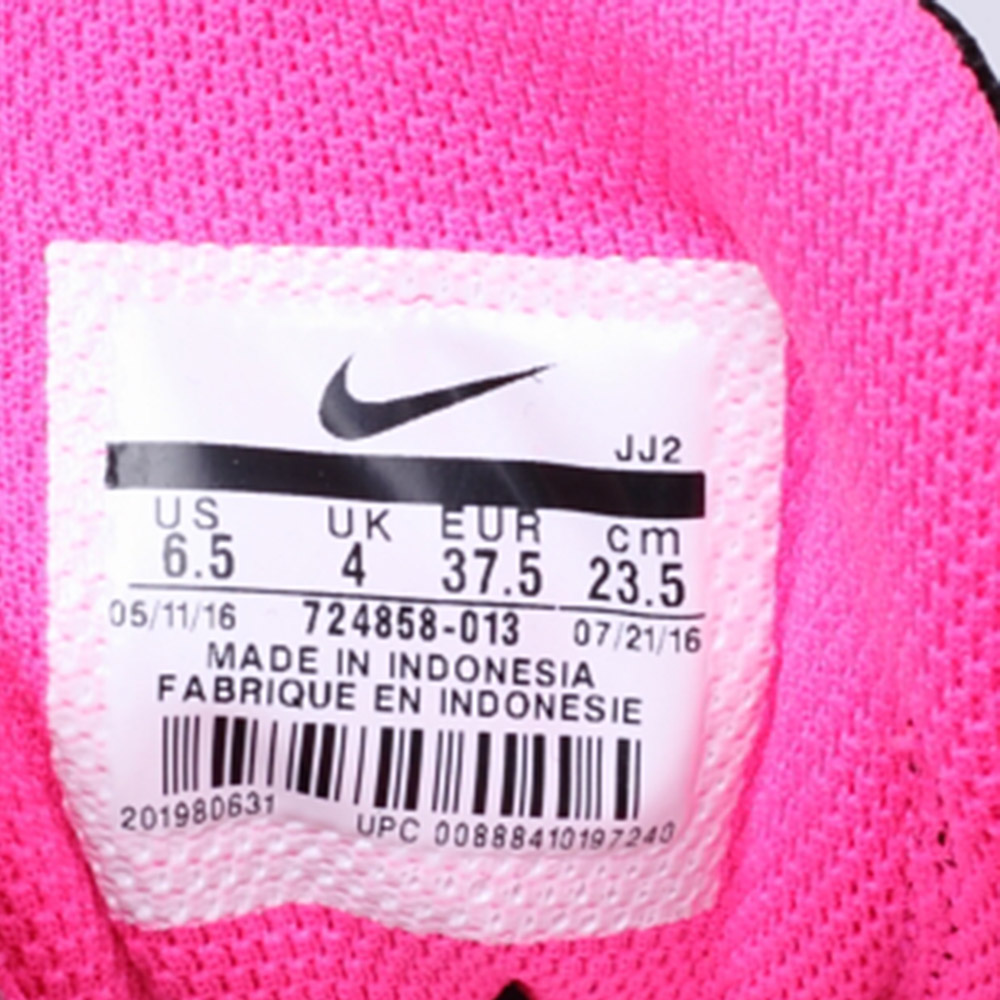 JJ2
US UK EUR cm
6.5 4 37.5 23.5
05/11/16 724858-013 07/21/16
MADE IN INDONESIA
FABRIQUE EN INDONESIE
201980631 UPC 00888410197240